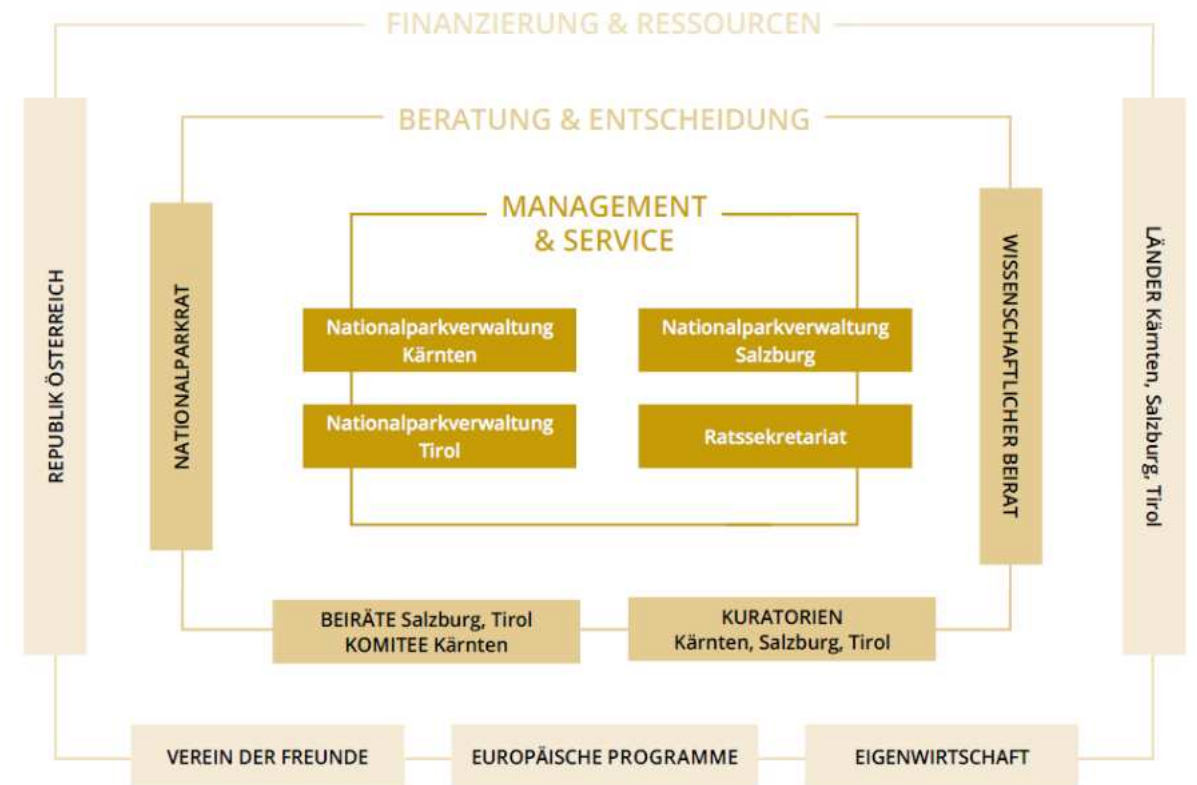 FINANZIERUNG & RESSOURCEN
BERATUNG & ENTSCHEIDUNG
MANAGEMENT
& SERVICE
REPUBLIK ÖSTERREICH
NATIONALPARKRAT
Nationalparkverwaltung
Kärnten
Nationalparkverwaltung
Salzburg
Nationalparkverwaltung
Tirol
Ratssekretariat
WISSENSCHAFTLICHER BEIRAT
LÄNDER Kärnten, Salzburg, Tirol
BEIRÄTE Salzburg, Tirol
KOMITEE Kärnten
KURATORIEN
Kärnten, Salzburg, Tirol
VEREIN DER FREUNDE
EUROPÄISCHE PROGRAMME
EIGENWIRTSCHAFT